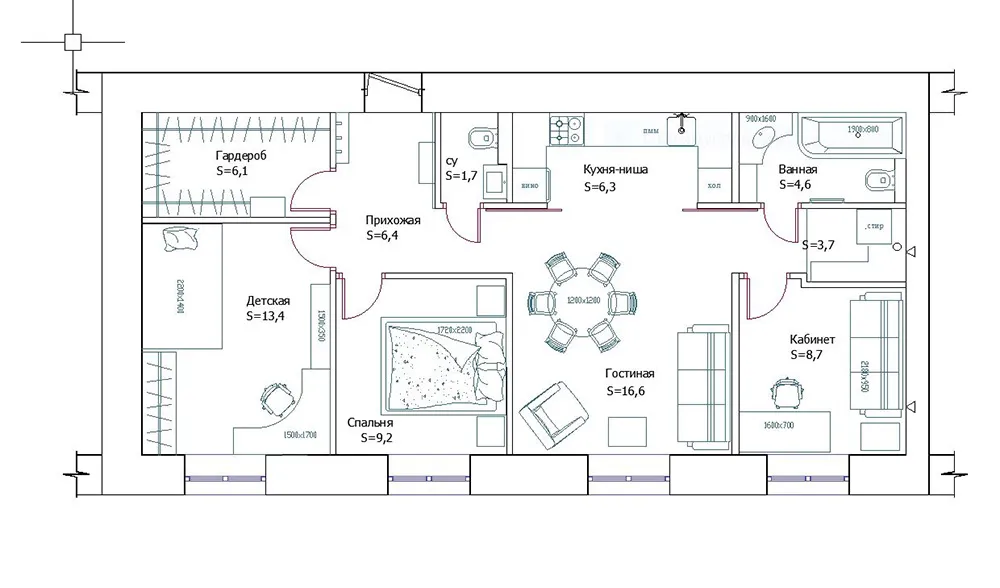 Гардероб
S=6,1
Прихожая
S=6,4
су
S=1,7
Кухня-ниша
S=6,3
пмм
вино
хол
900x1600
1900x800
Ванная
S=4,6
стир
S=3,7
Детская
S=13,4
2200x1400
1500x350
1500x1700
Спальня
S=9,2
1720x2200
1200x1200
Гостиная
S=16,6
Кабинет
S=8,7
2180x950
1600x700